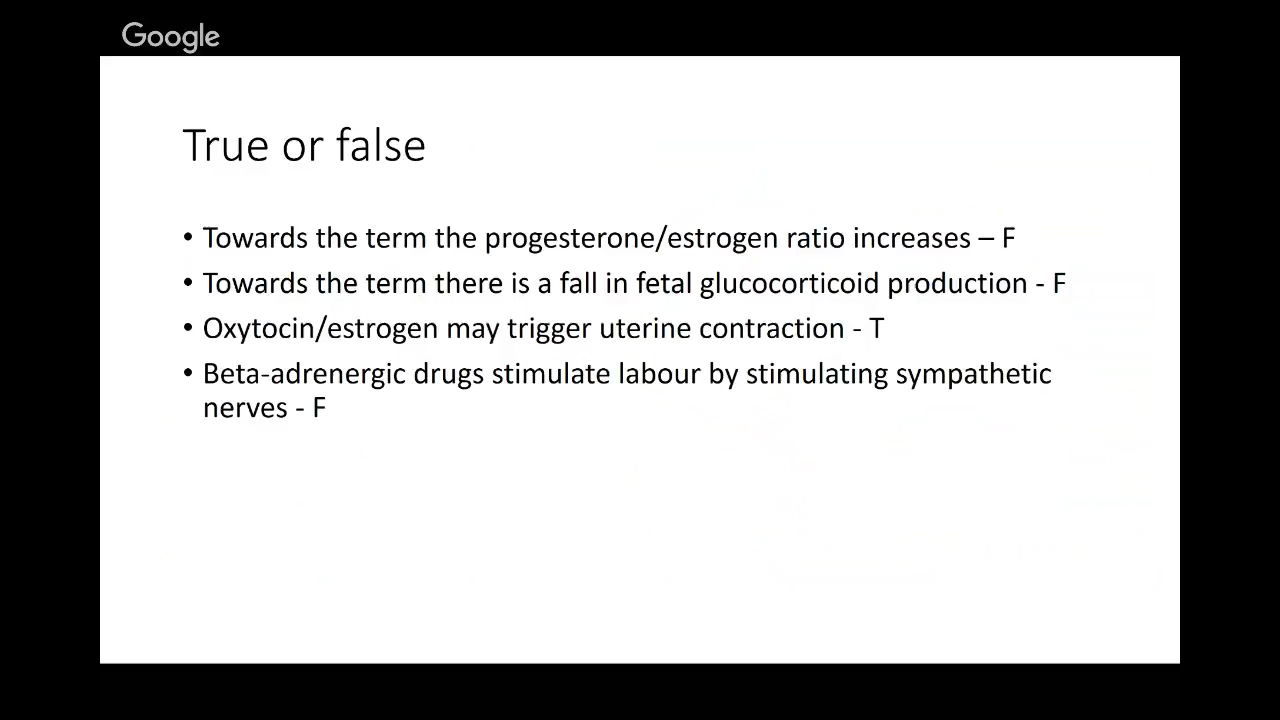 Google
True or false
• Towards the term the progesterone/estrogen ratio increases – F
• Towards the term there is a fall in fetal glucocorticoid production - F
• Oxytocin/estrogen may trigger uterine contraction - T
• Beta-adrenergic drugs stimulate labour by stimulating sympathetic
nerves - F